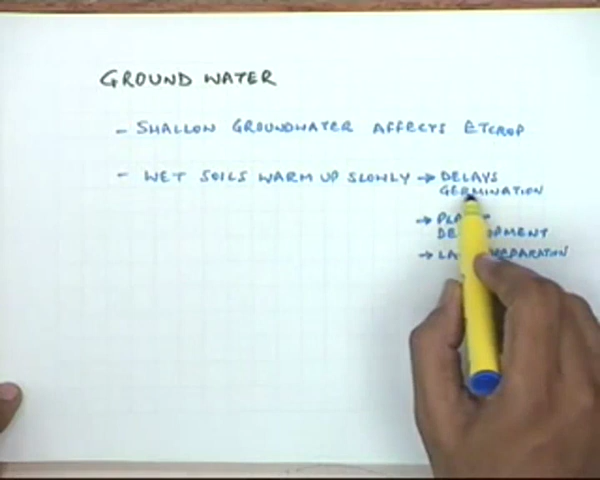 GROUND WATER
- SHALLOW GROUNDWATER AFFECTS ETCROP
- WET SOILS WARM UP SLOWLY → DELAYS
GERMINATION
→
→